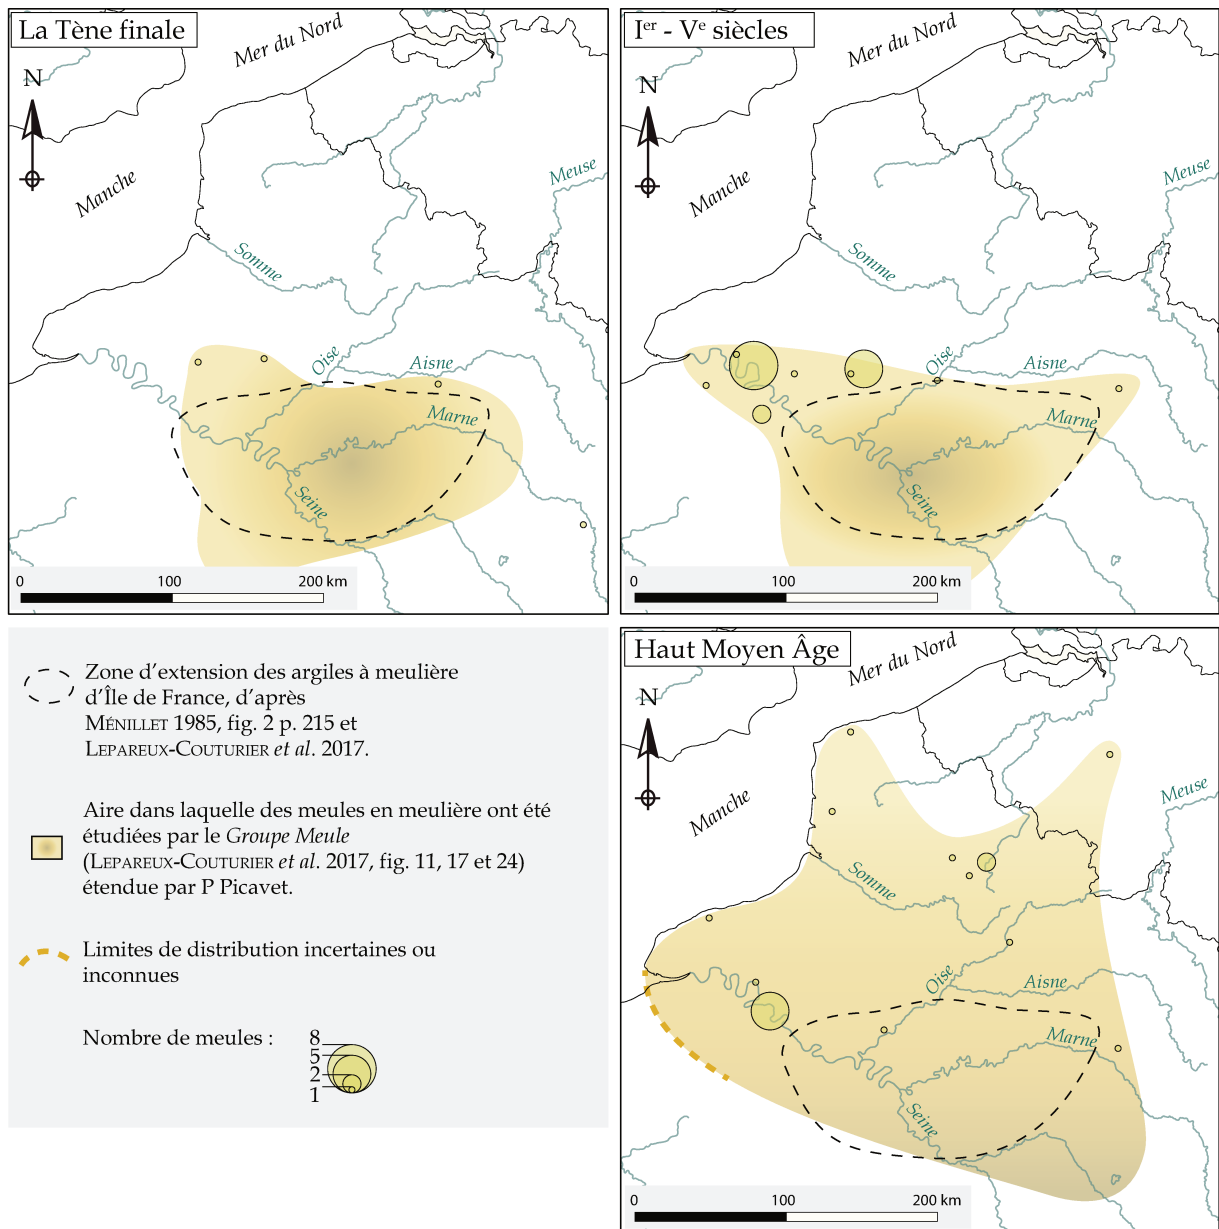 La Tène finale
Mer du Nord
N
Manche
Meuse
Somme
Oise
Aisne
Marne
Seine
0 100 200 km
Ier - Ve siècles
Mer du Nord
N
Manche
Meuse
Somme
Oise
Aisne
Marne
Seine
0 100 200 km
Zone d'extension des argiles à meulière
d'Île de France, d'après
MÉNILLET 1985, fig. 2 p. 215 et
LEPAREUX-COUTURIER et al. 2017.
Aire dans laquelle des meules en meulière ont été
étudiées par le Groupe Meule
(LEPAREUX-COUTURIER et al. 2017, fig. 11, 17 et 24)
étendue par P Picavet.
Limites de distribution incertaines ou
inconnues
Nombre de meules :
8
5
2
1
Haut Moyen Âge
Mer du Nord
N
Manche
Meuse
Somme
Oise
Aisne
Marne
Seine
0 100 200 km